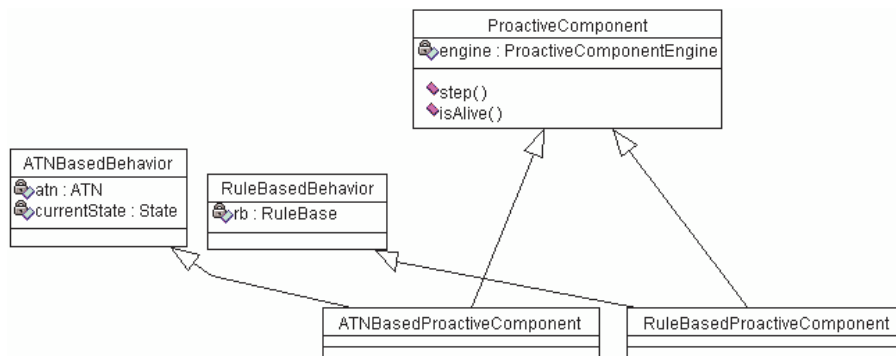 ProactiveComponent
engine : ProactiveComponentEngine
step()
isAlive()
ATNBasedBehavior
atn : ATN
currentState : State
RuleBasedBehavior
rb : RuleBase
ATNBasedProactiveComponent
RuleBasedProactiveComponent